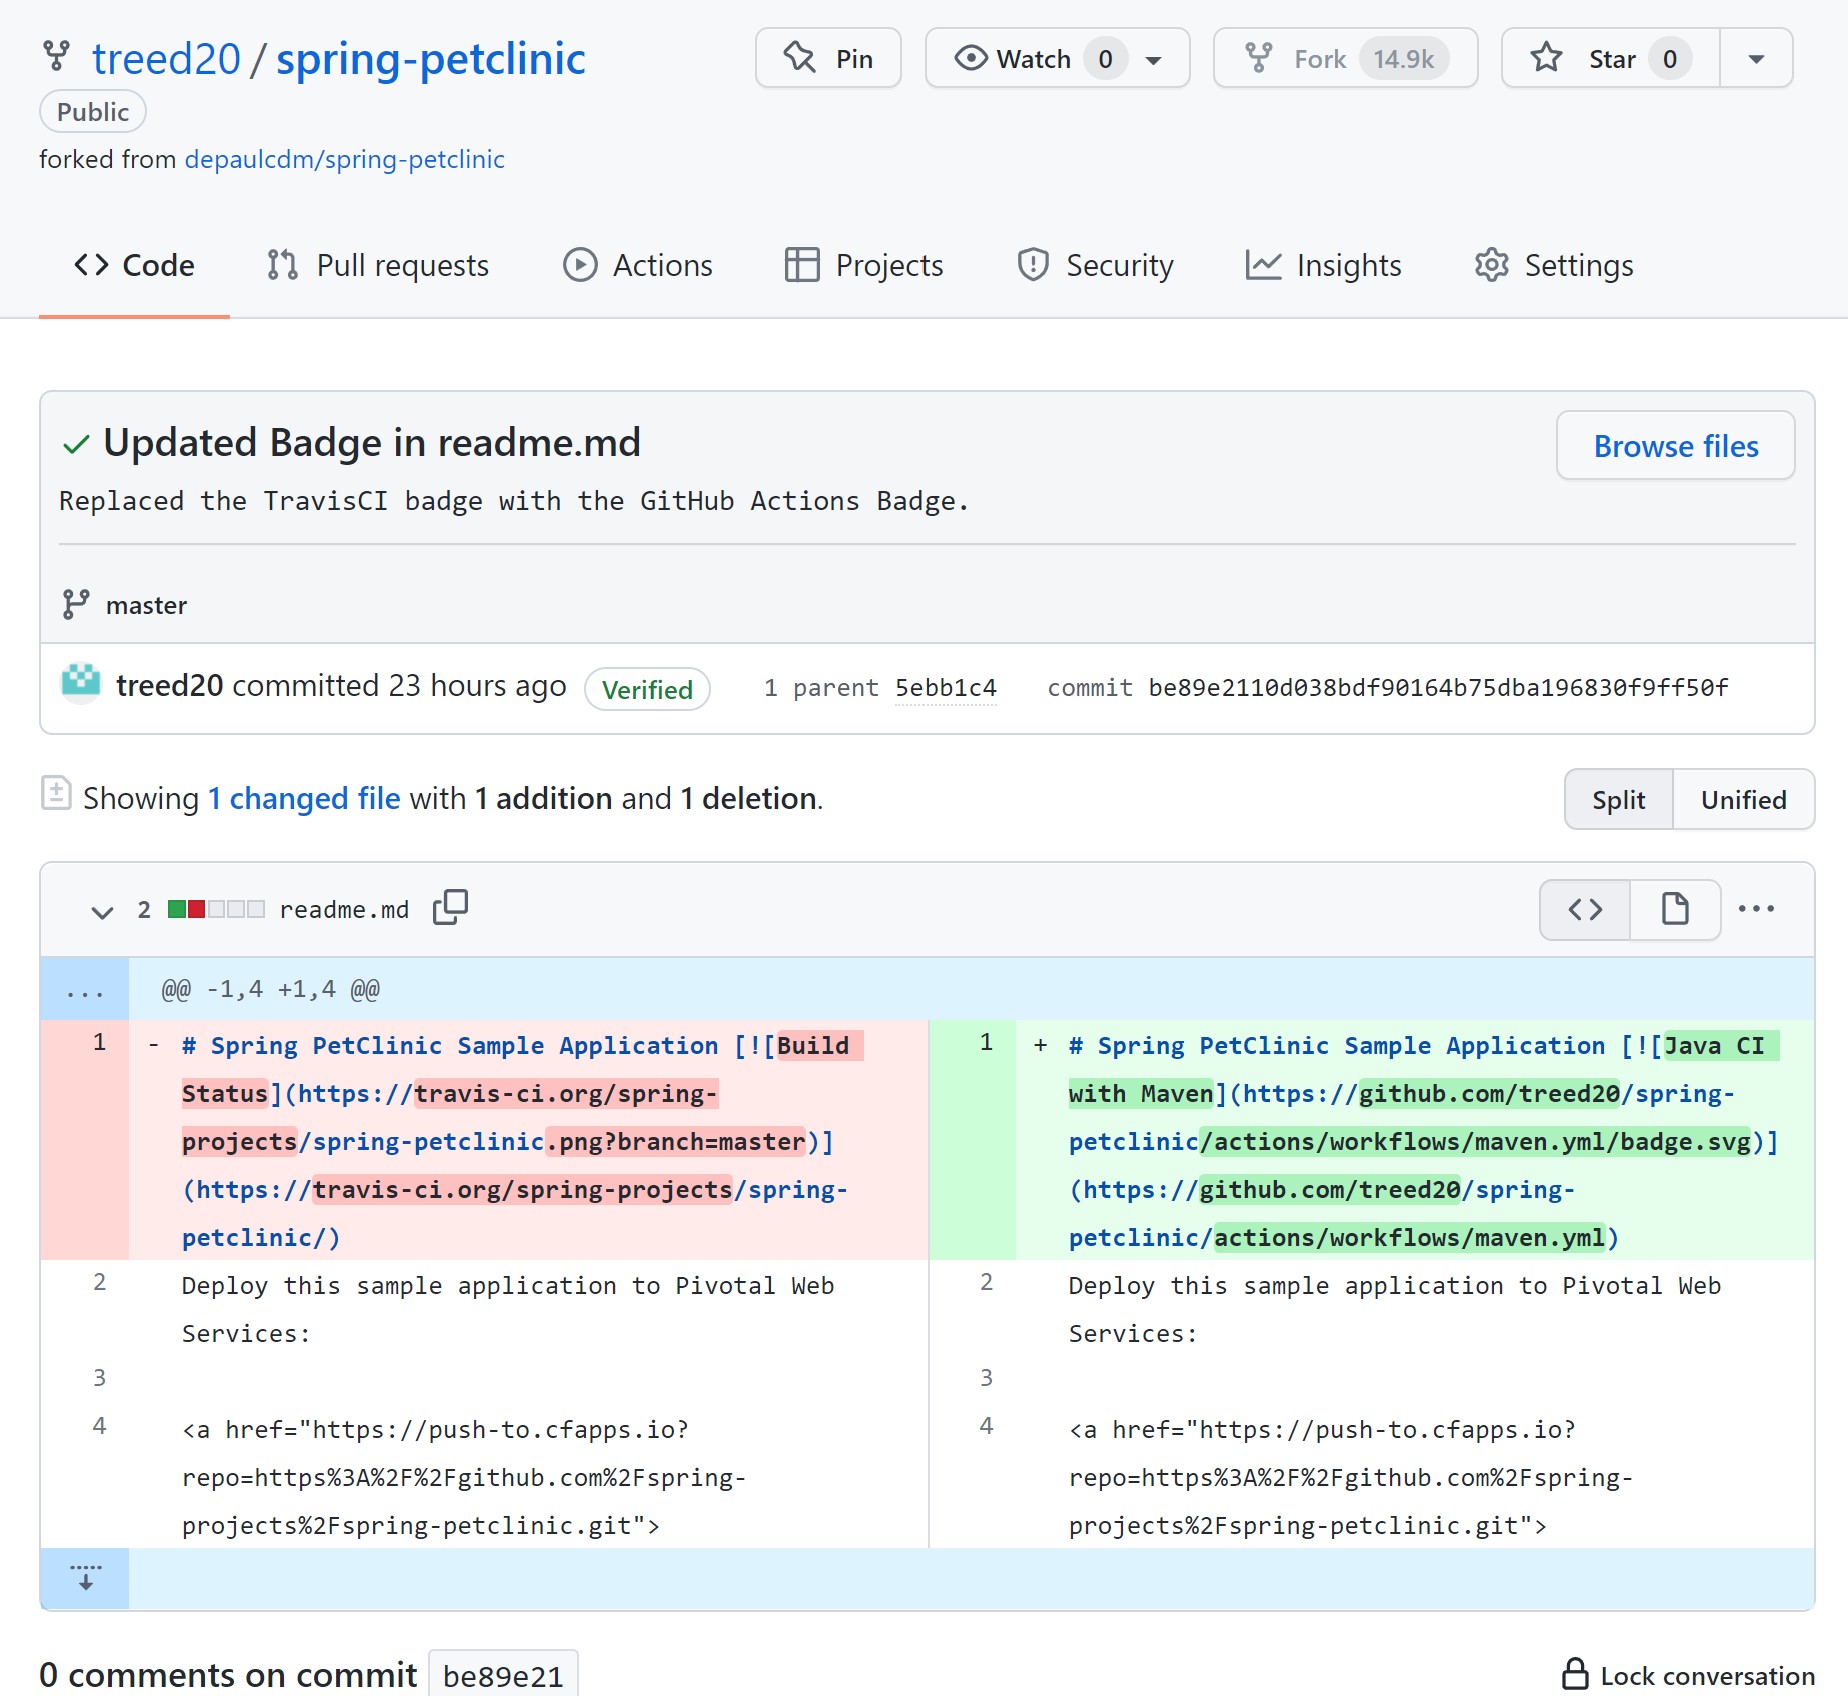 treed20 / spring-petclinic
Pin
Watch 0
Fork 14.9k
Star 0
Public
forked from depaulcdm/spring-petclinic
Code
Pull requests
Actions
Projects
Security
Insights
Settings
Updated Badge in readme.md
Browse files
Replaced the TravisCI badge with the GitHub Actions Badge.
master
treed20 committed 23 hours ago Verified 1 parent 5ebb1c4 commit be89e2110d038bdf90164b75dba196830f9ff50f
Showing 1 changed file with 1 addition and 1 deletion.
Split Unified
2 readme.md
... @@ -1,4 +1,4 @@
1 - # Spring PetClinic Sample Application [![Build
Status](https://travis-ci.org/spring-
projects/spring-petclinic.png?branch=master)]
(https://travis-ci.org/spring-projects/spring-
petclinic/)
2 Deploy this sample application to Pivotal Web
Services:
3
4 <a href="https://push-to.cfapps.io?
repo=https%3A%2F%2Fgithub.com%2Fspring-
projects%2Fspring-petclinic.git">
1 + # Spring PetClinic Sample Application [![Java CI
with Maven](https://github.com/treed20/spring-
petclinic/actions/workflows/maven.yml/badge.svg)]
(https://github.com/treed20/spring-
petclinic/actions/workflows/maven.yml)
2 Deploy this sample application to Pivotal Web
Services:
3
4 <a href="https://push-to.cfapps.io?
repo=https%3A%2F%2Fgithub.com%2Fspring-
projects%2Fspring-petclinic.git">
0 comments on commit be89e21
Lock conversation